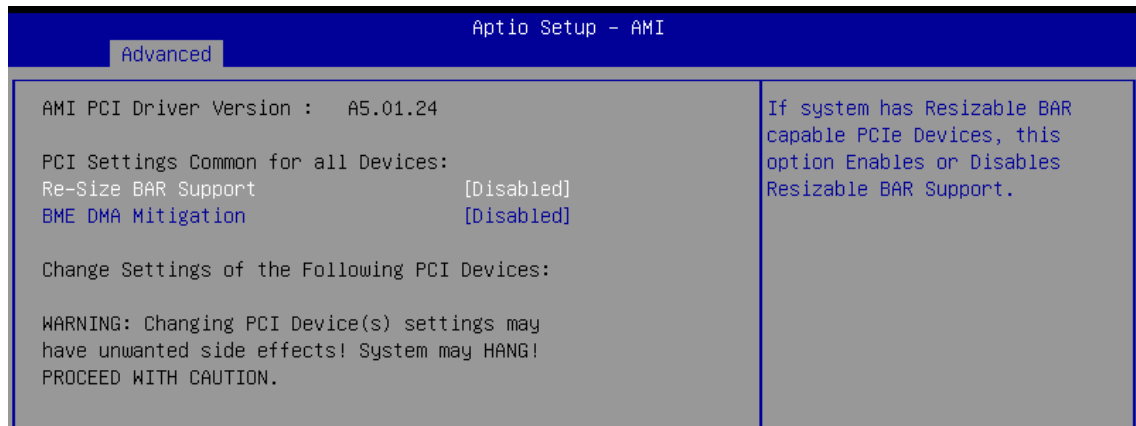 Aptio Setup – AMI
Advanced
AMI PCI Driver Version : A5.01.24
PCI Settings Common for all Devices:
Re-Size BAR Support [Disabled]
BME DMA Mitigation [Disabled]
Change Settings of the Following PCI Devices:
WARNING: Changing PCI Device(s) settings may
have unwanted side effects! System may HANG!
PROCEED WITH CAUTION.
If system has Resizable BAR
capable PCIe Devices, this
option Enables or Disables
Resizable BAR Support.